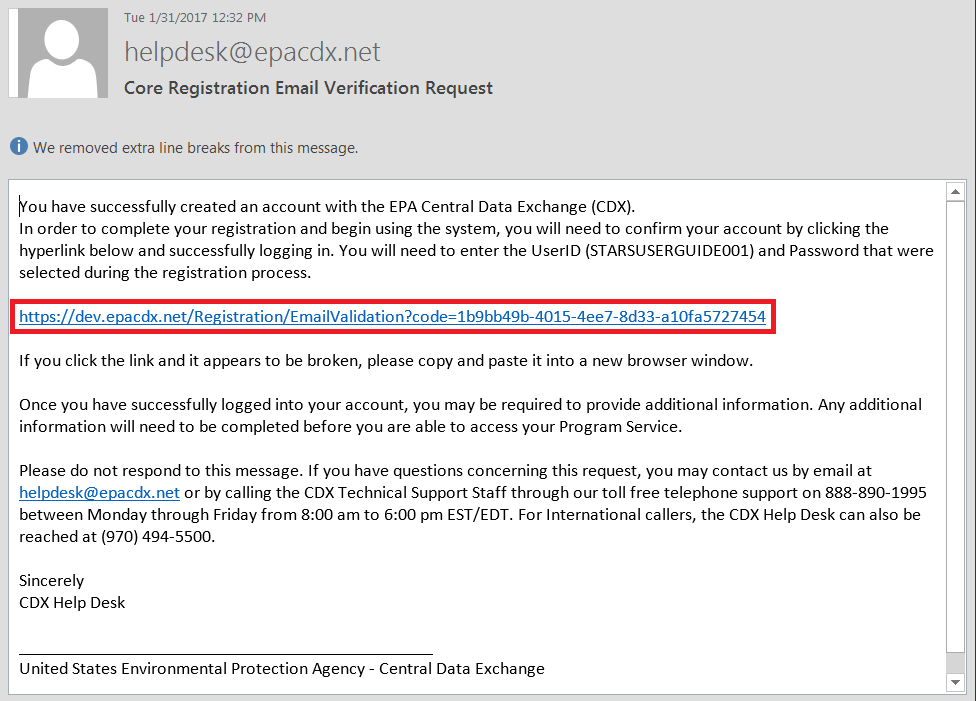 Tue 1/31/2017 12:32 PM
helpdesk@epacdx.net
Core Registration Email Verification Request
We removed extra line breaks from this message.
You have successfully created an account with the EPA Central Data Exchange (CDX).
In order to complete your registration and begin using the system, you will need to confirm your account by clicking the
hyperlink below and successfully logging in. You will need to enter the UserID (STARSUSERGUIDE001) and Password that were
selected during the registration process.
https://dev.epacdx.net/Registration/EmailValidation?code=1b9bb49b-4015-4ee7-8d33-a10fa5727454
If you click the link and it appears to be broken, please copy and paste it into a new browser window.
Once you have successfully logged into your account, you may be required to provide additional information. Any additional
information will need to be completed before you are able to access your Program Service.
Please do not respond to this message. If you have questions concerning this request, you may contact us by email at
helpdesk@epacdx.net or by calling the CDX Technical Support Staff through our toll free telephone support on 888-890-1995
between Monday through Friday from 8:00 am to 6:00 pm EST/EDT. For International callers, the CDX Help Desk can also be
reached at (970) 494-5500.
Sincerely
CDX Help Desk
United States Environmental Protection Agency - Central Data Exchange